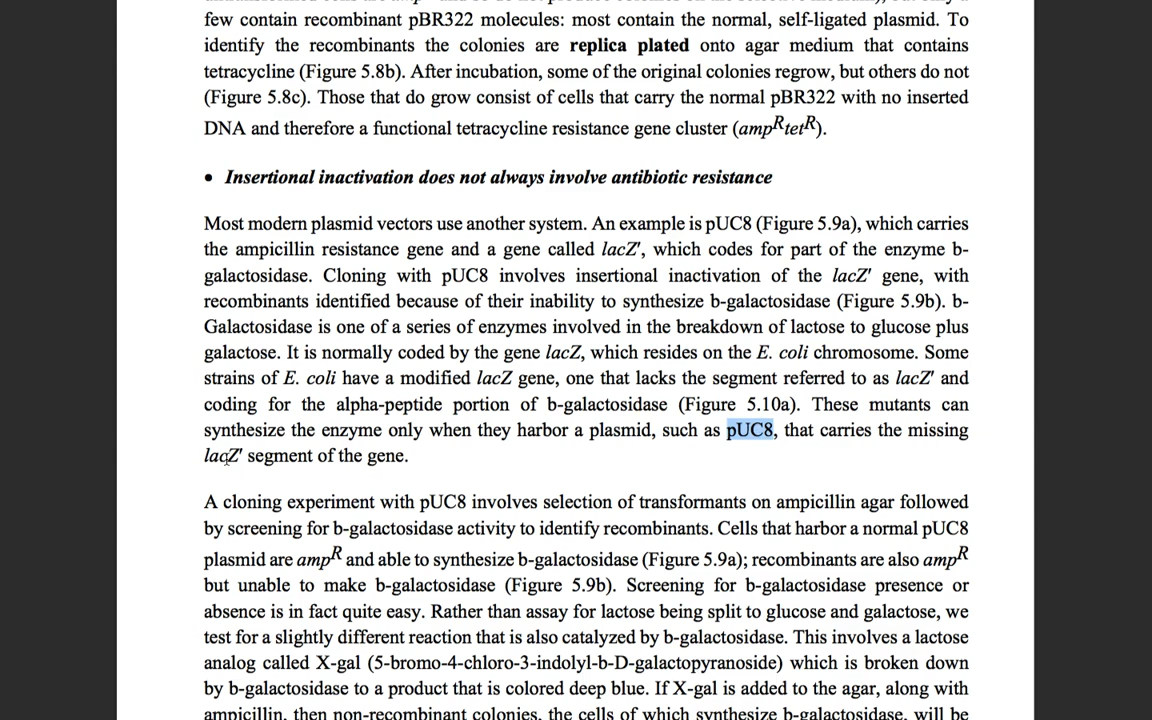 few contain recombinant pBR322 molecules: most contain the normal, self-ligated plasmid. To
identify the recombinants the colonies are replica plated onto agar medium that contains
tetracycline (Figure 5.8b). After incubation, some of the original colonies regrow, but others do not
(Figure 5.8c). Those that do grow consist of cells that carry the normal pBR322 with no inserted
DNA and therefore a functional tetracycline resistance gene cluster (ampRtetR).
• Insertional inactivation does not always involve antibiotic resistance
Most modern plasmid vectors use another system. An example is pUC8 (Figure 5.9a), which carries
the ampicillin resistance gene and a gene called lacZ′, which codes for part of the enzyme b-
galactosidase. Cloning with pUC8 involves insertional inactivation of the lacZ′ gene, with
recombinants identified because of their inability to synthesize b-galactosidase (Figure 5.9b). b-
Galactosidase is one of a series of enzymes involved in the breakdown of lactose to glucose plus
galactose. It is normally coded by the gene lacZ, which resides on the E. coli chromosome. Some
strains of E. coli have a modified lacZ gene, one that lacks the segment referred to as lacZ′ and
coding for the alpha-peptide portion of b-galactosidase (Figure 5.10a). These mutants can
synthesize the enzyme only when they harbor a plasmid, such as pUC8, that carries the missing
lacZ′ segment of the gene.
A cloning experiment with pUC8 involves selection of transformants on ampicillin agar followed
by screening for b-galactosidase activity to identify recombinants. Cells that harbor a normal pUC8
plasmid are ampR and able to synthesize b-galactosidase (Figure 5.9a); recombinants are also ampR
but unable to make b-galactosidase (Figure 5.9b). Screening for b-galactosidase presence or
absence is in fact quite easy. Rather than assay for lactose being split to glucose and galactose, we
test for a slightly different reaction that is also catalyzed by b-galactosidase. This involves a lactose
analog called X-gal (5-bromo-4-chloro-3-indolyl-b-D-galactopyranoside) which is broken down
by b-galactosidase to a product that is colored deep blue. If X-gal is added to the agar, along with
ampicillin, then non-recombinant colonies, the cells of which synthesize b-galactosidase, will be